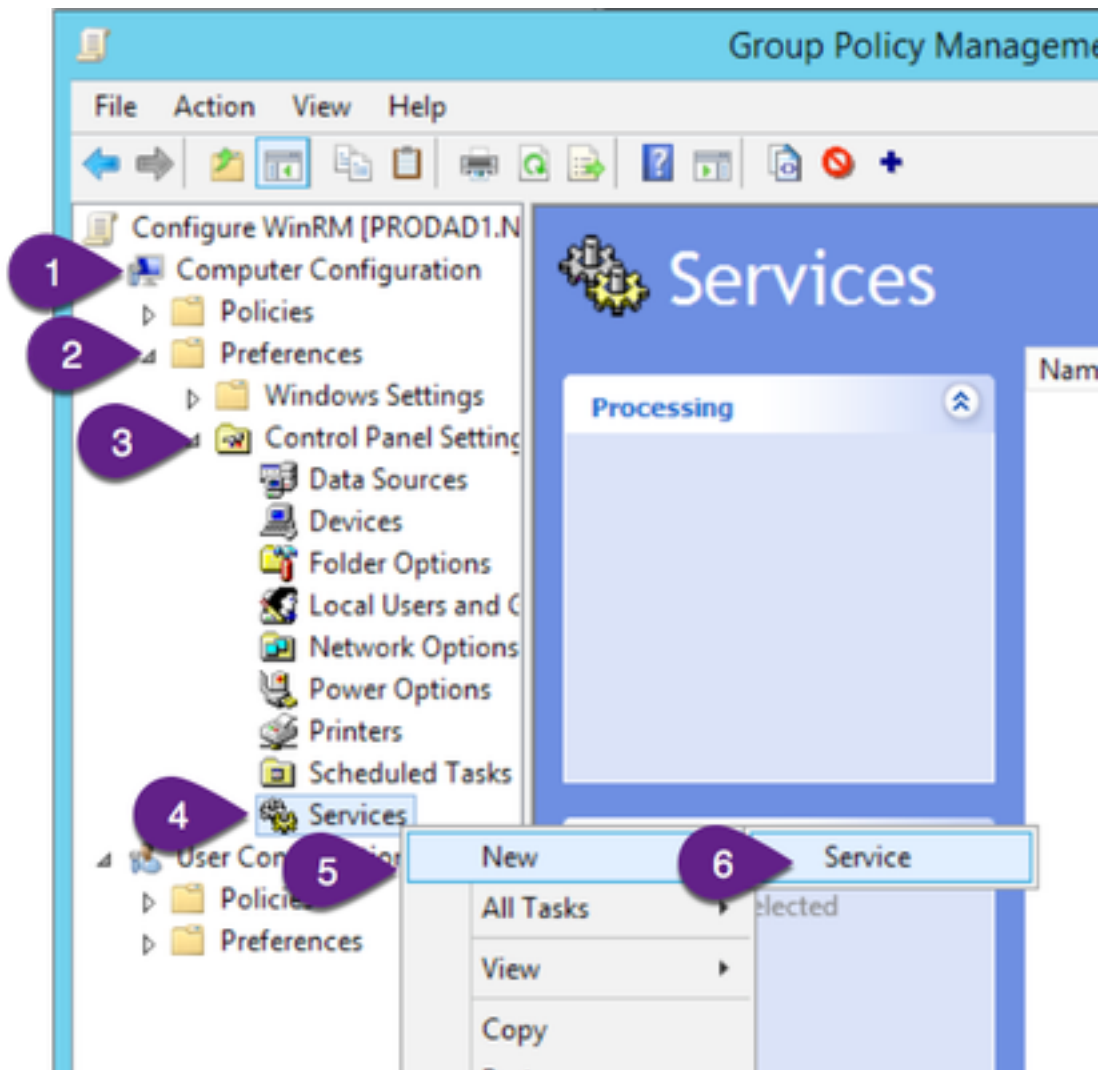 Group Policy Manageme
File Action View Help
Configure WinRM [PRODAD1.N
1 Computer Configuration
Policies
2 Preferences
Windows Settings
3 Control Panel Setting
Data Sources
Devices
Folder Options
Local Users and G
Network Options
Power Options
Printers
Scheduled Tasks
4 Services
User Con
Policies
Preferences
Services
Nam
Processing
5 New
6 Service
All Tasks
elected
View
Copy